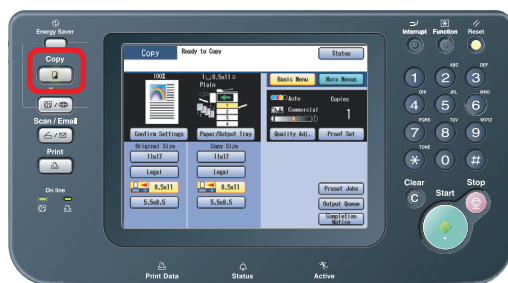 Energy Saver
Copy
Scan / Email
Print
On line
Copy
Ready to Copy
Status
100%
1 8.5x11
Plain
Confirm Settings
Paper/Output Tray
Basic Menu
More Menus
Auto
Copies
Commercial
1
Quality Adj.
Proof Set
Original Size
Copy Size
11x17
11x17
Legal
Legal
8.5x11
8.5x11
5.5x8.5
5.5x8.5
Preset Jobs
Output Queue
Completion
Notice
Print Data
Status
Active
Interrupt
Function
Reset
ABC
DEF
1
2
3
GHI
JKL
MNO
4
5
6
PQRS
TUV
WXYZ
7
8
9
TONE
*
0
#
Clear
C
Start
Stop